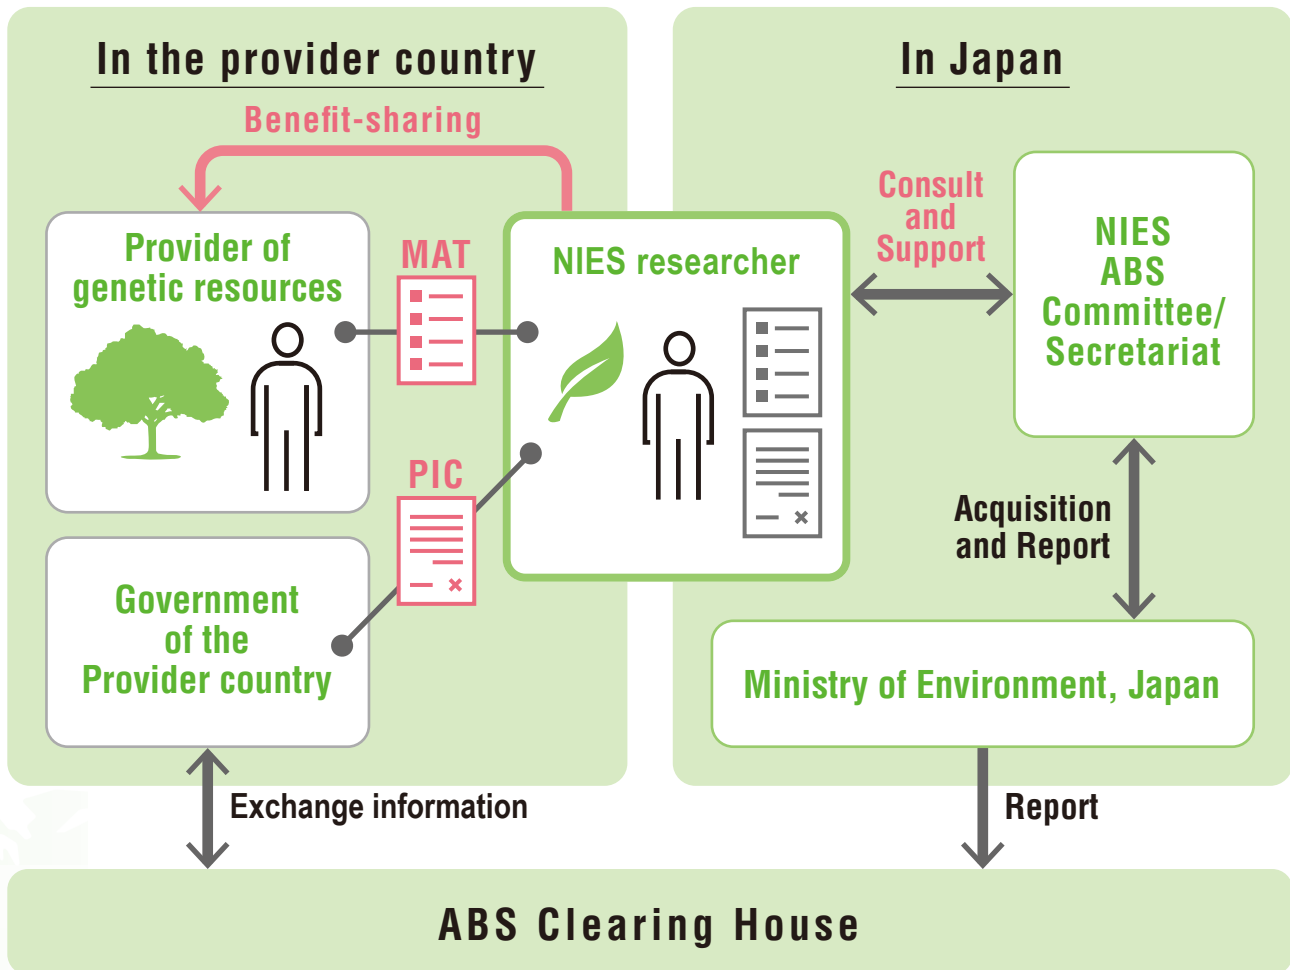 In the provider country
Benefit-sharing
Provider of
genetic resources
MAT
NIES researcher
PIC
Government
of the
Provider country
In Japan
Consult
and
Support
NIES
ABS
Committee/
Secretariat
Acquisition
and Report
Ministry of Environment, Japan
Exchange information
Report
ABS Clearing House